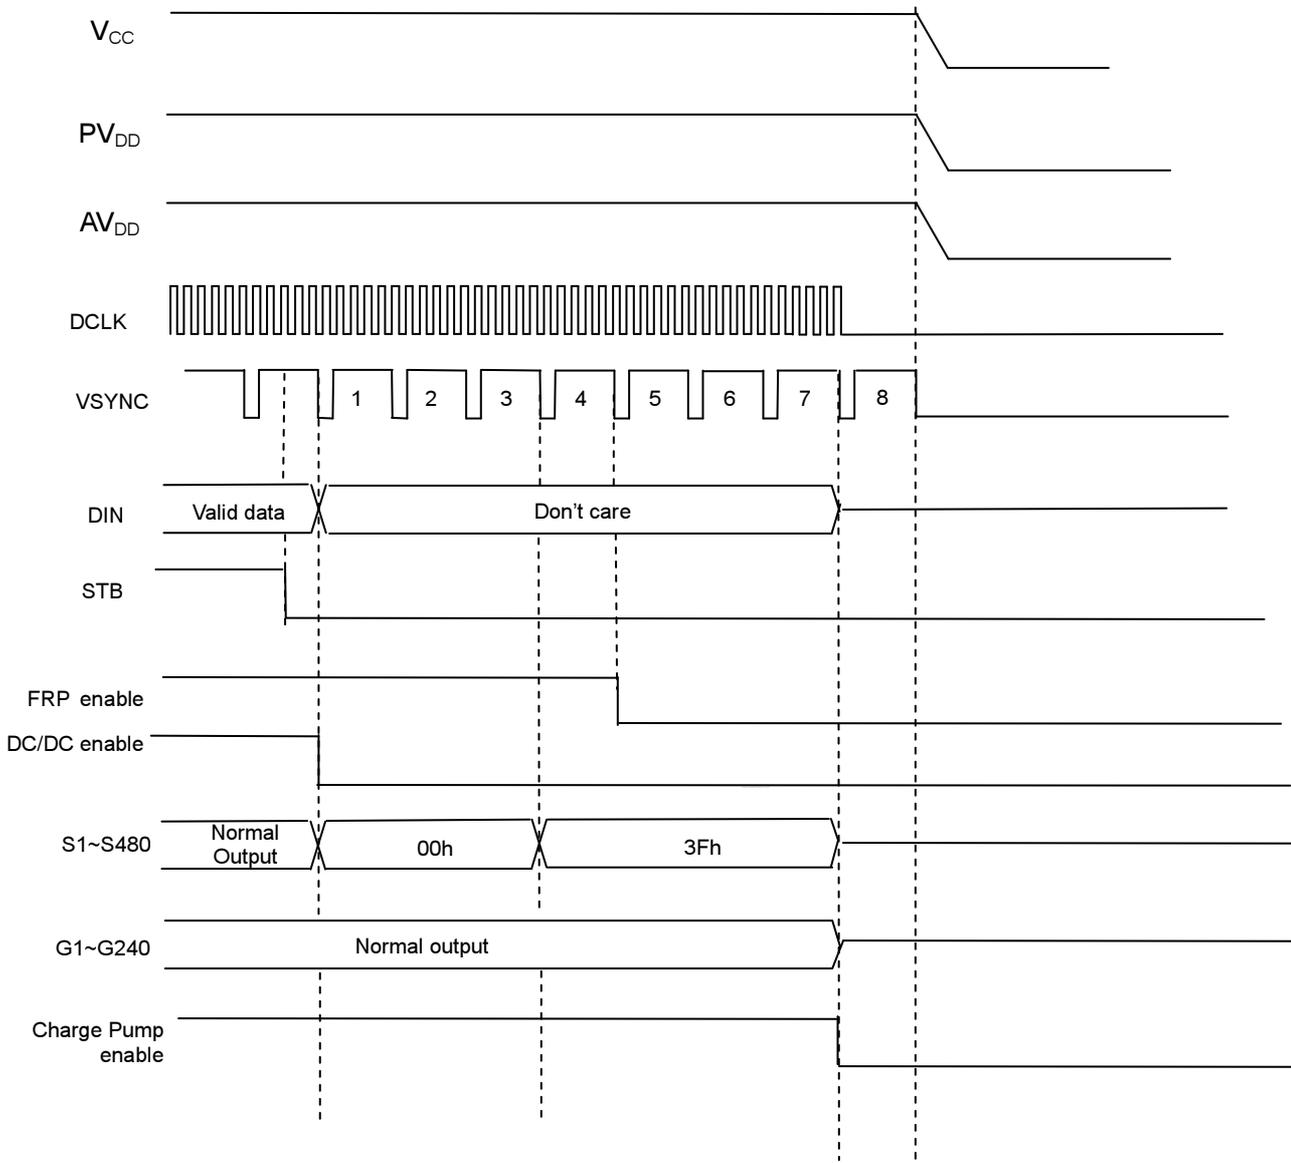 VCC
PVDD
AVDD
DCLK
VSYNC 1 2 3 4 5 6 7 8
DIN Valid data Don't care
STB
FRP enable
DC/DC enable
S1~S480 Normal Output 00h 3Fh
G1~G240 Normal output
Charge Pump
enable